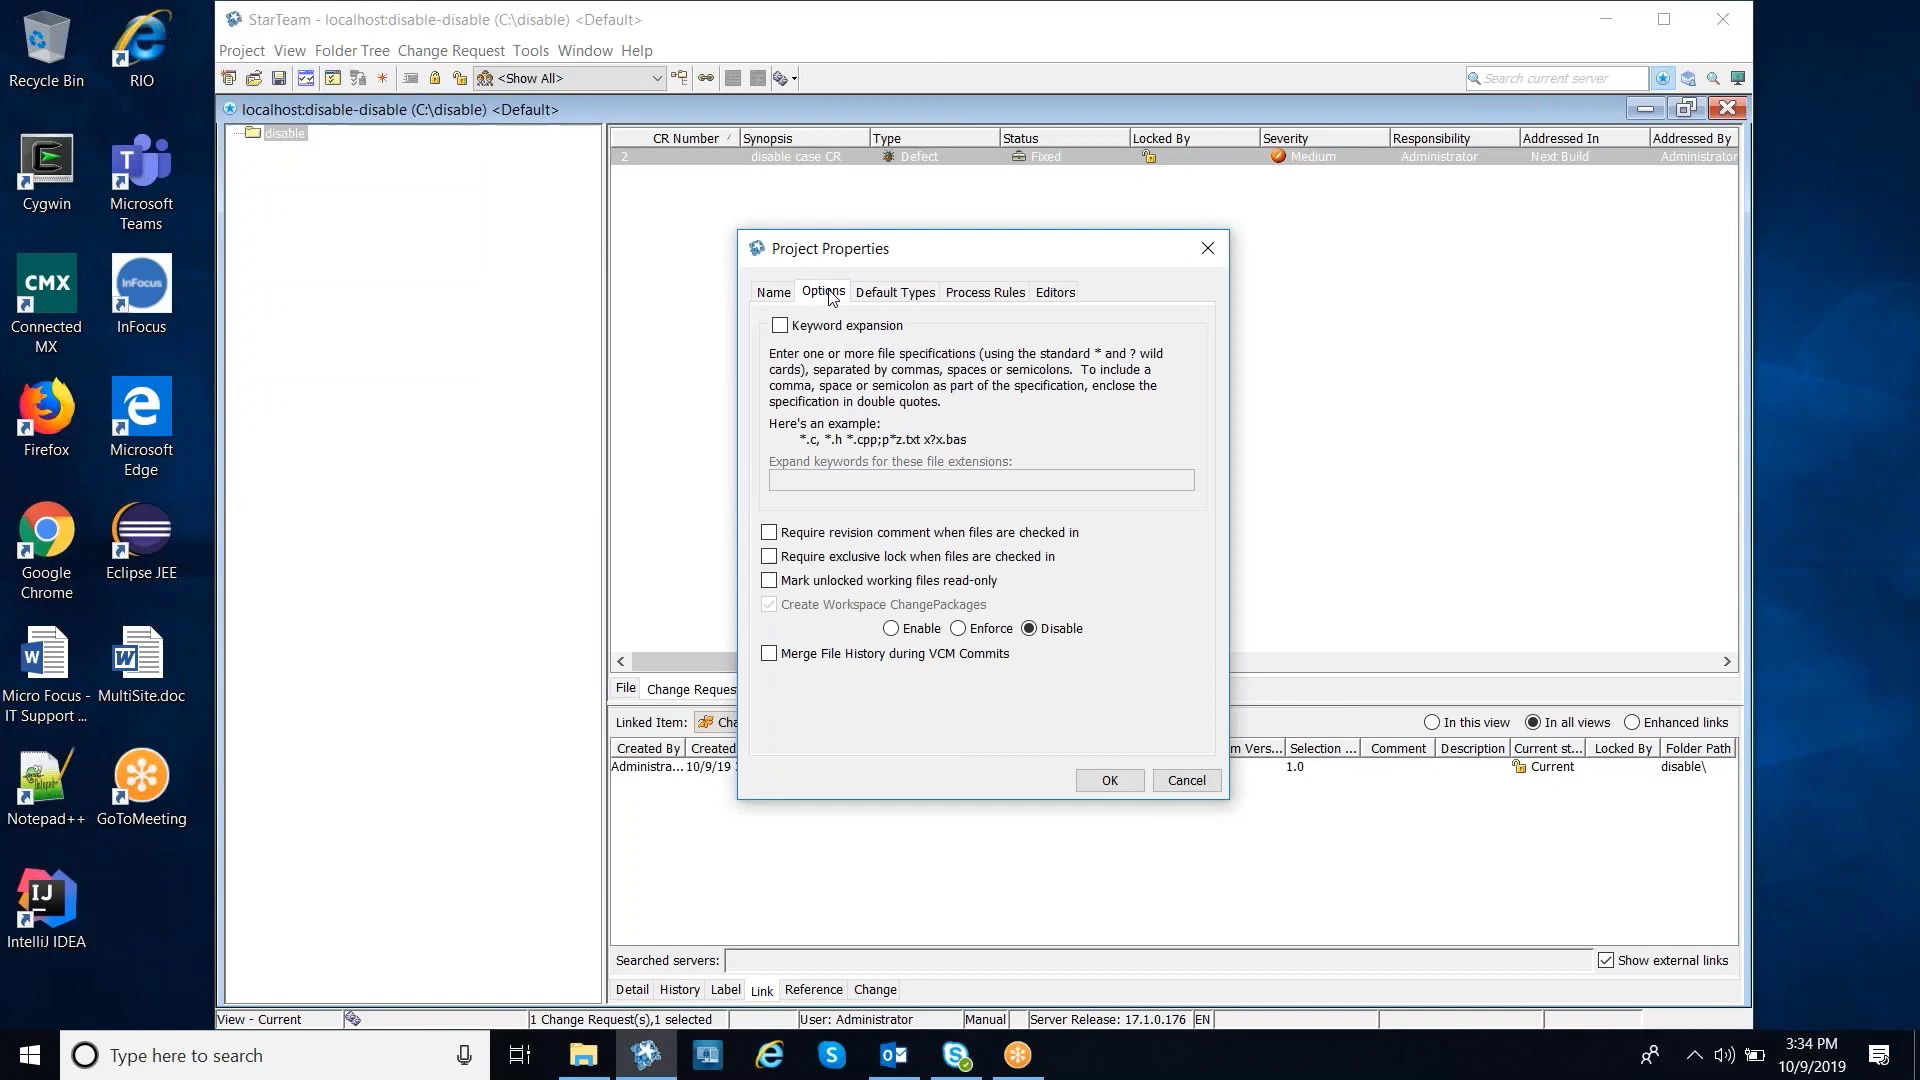 Recycle Bin
RIO
Cygwin
Microsoft
Teams
CMX
Connected
MX
InFocus
InFocus
Firefox
Microsoft
Edge
Google
Chrome
Eclipse JEE
Micro Focus -
IT Support ...
MultiSite.doc
Notepad++
GoToMeeting
IJ
IntelliJ IDEA
StarTeam - localhost:disable-disable (C:\disable) <Default>
Project View Folder Tree Change Request Tools Window Help
<Show All>
Search current server
localhost:disable-disable (C:\disable) <Default>
disable
CR Number Synopsis Type Status Locked By Severity Responsibility Addressed In Addressed By
2 disable case CR Defect Fixed Medium Administrator Next Build Administrator
Project Properties
Name Options Default Types Process Rules Editors
Keyword expansion
Enter one or more file specifications (using the standard * and ? wild
cards), separated by commas, spaces or semicolons. To include a
comma, space or semicolon as part of the specification, enclose the
specification in double quotes.
Here's an example:
*.c, *.h *.cpp;p*z.txt x?x.bas
Expand keywords for these file extensions:
Require revision comment when files are checked in
Require exclusive lock when files are checked in
Mark unlocked working files read-only
Create Workspace ChangePackages
Enable Enforce Disable
Merge File History during VCM Commits
OK Cancel
File Change Reques
Linked Item: Cha
In this view In all views Enhanced links
Created By Created m Vers... Selection ... Comment Description Current st... Locked By Folder Path
Administra... 10/9/19 1.0 Current disable\
Searched servers:
Show external links
Detail History Label Link Reference Change
View - Current 1 Change Request(s),1 selected User: Administrator Manual Server Release: 17.1.0.176 EN
Type here to search
3:34 PM
10/9/2019